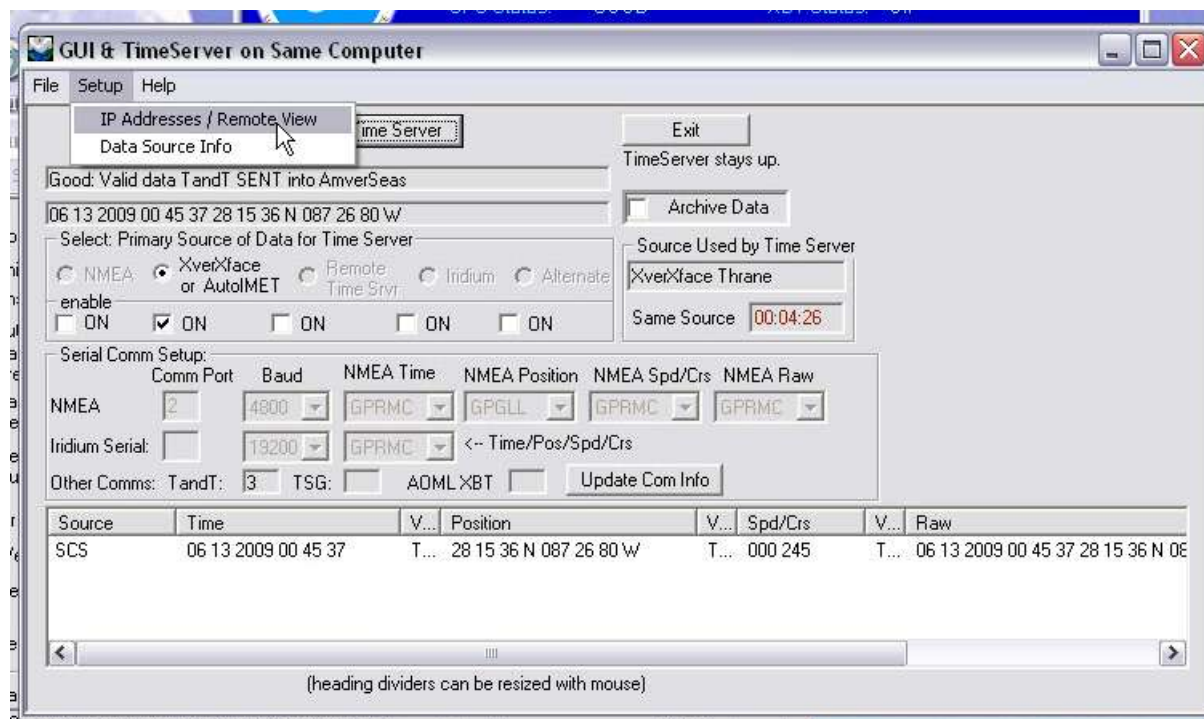 GPS Status: GOOD XBT Status: Off
GUI & TimeServer on Same Computer
File Setup Help
IP Addresses / Remote View
Data Source Info
ime Server
Exit
TimeServer stays up.
Good: Valid data TandT SENT into AmverSeas
06 13 2009 00 45 37 28 15 36 N 087 26 80 W
Archive Data
Select: Primary Source of Data for Time Server
NMEA
XverXface
or AutoIMET
Remote
Time Srvr
Iridium
Alternate
enable
ON ON ON ON ON
Source Used by Time Server
XverXface Thrane
Same Source 00:04:26
Serial Comm Setup:
Comm Port Baud NMEA Time NMEA Position NMEA Spd/Crs NMEA Raw
NMEA 2 4800 GPRMC GPGLL GPRMC GPRMC
Iridium Serial: 19200 GPRMC <-- Time/Pos/Spd/Crs
Other Comms: TandT: 3 TSG: AOML XBT Update Com Info
Source Time V... Position V... Spd/Crs V... Raw
SCS 06 13 2009 00 45 37 T... 28 15 36 N 087 26 80 W T... 000 245 T... 06 13 2009 00 45 37 28 15 36 N 08
(heading dividers can be resized with mouse)